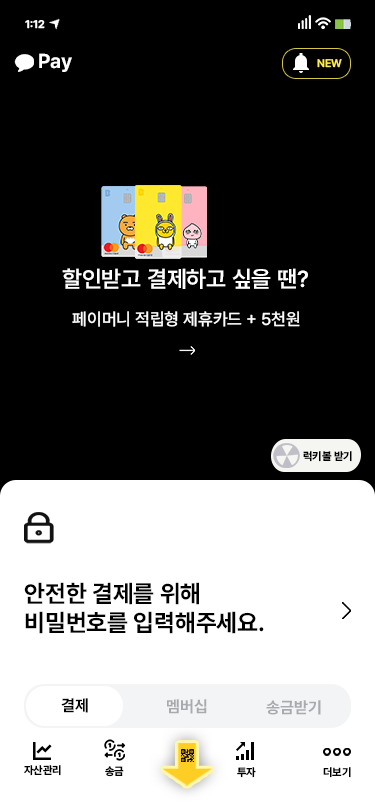 1:12
Pay
NEW
할인받고 결제하고 싶을 땐?
페이머니 적립형 제휴카드 + 5천원
럭키볼 받기
안전한 결제를 위해
비밀번호를 입력해주세요.
결제
멤버십
송금받기
자산관리
송금
투자
더보기